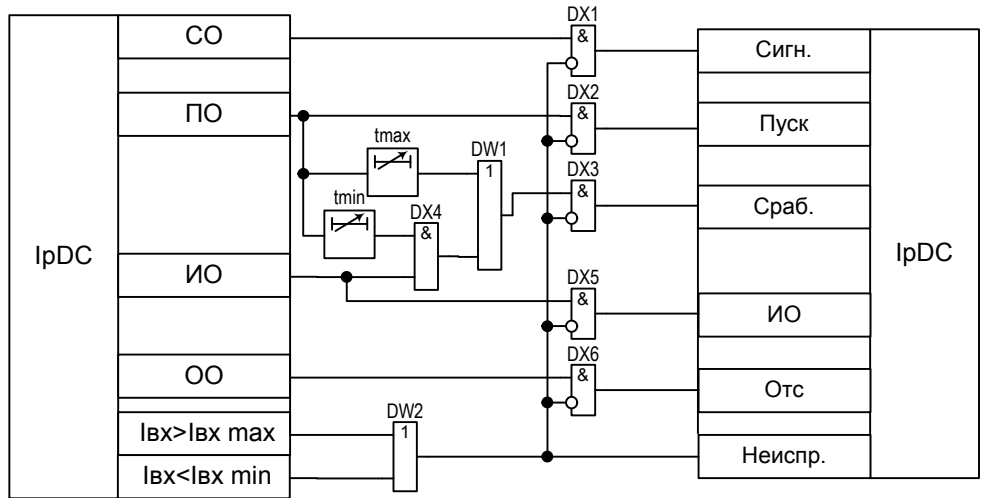 DX1
СО
&
Сигн.
DX2
ПО
&
Пуск
tmax
DW1
1
DX3
&
tmin
DX4
&
Сраб.
IpDC
ИО
IpDC
DX5
&
ИО
DX6
ОО
&
Отс
DW2
Iвх>Iвх max
1
Неиспр.
Iвх<Iвх min